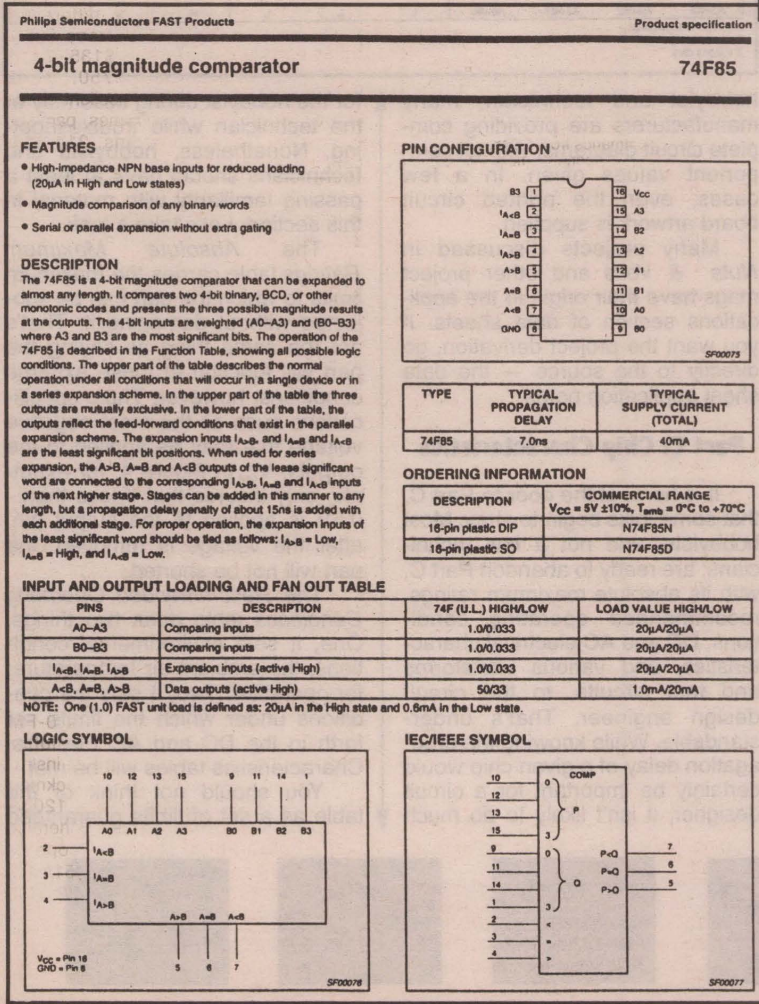 Philips Semiconductors FAST Products
Product specification
4-bit magnitude comparator
74F85
FEATURES
• High-impedance NPN base inputs for reduced loading
(20µA in High and Low states)
• Magnitude comparison of any binary words
• Serial or parallel expansion without extra gating
DESCRIPTION
The 74F85 is a 4-bit magnitude comparator that can be expanded to
almost any length. It compares two 4-bit binary, BCD, or other
monotonic codes and presents the three possible magnitude results
at the outputs. The 4-bit inputs are weighted (A0–A3) and (B0–B3)
where A3 and B3 are the most significant bits. The operation of the
74F85 is described in the Function Table, showing all possible logic
conditions. The upper part of the table describes the normal
operation under all conditions that will occur in a single device or in
a series expansion scheme. In the upper part of the table the three
outputs are mutually exclusive. In the lower part of the table, the
outputs reflect the feed-forward conditions that exist in the parallel
expansion scheme. The expansion inputs IA>B, and IA=B and IA<B
are the least significant bit positions. When used for series
expansion, the A>B, A=B and A<B outputs of the lease significant
word are connected to the corresponding IA>B, IA=B and IA<B inputs
of the next higher stage. Stages can be added in this manner to any
length, but a propagation delay penalty of about 15ns is added with
each additional stage. For proper operation, the expansion inputs of
the least significant word should be tied as follows: IA>B = Low,
IA=B = High, and IA<B = Low.
PIN CONFIGURATION
B3 1 16 VCC
IA<B 2 15 A3
IA=B 3 14 B2
IA>B 4 13 A2
A>B 5 12 A1
A=B 6 11 B1
A<B 7 10 A0
GND 8 9 B0
SF00075
TYPE TYPICAL PROPAGATION DELAY TYPICAL SUPPLY CURRENT (TOTAL)
74F85 7.0ns 40mA
ORDERING INFORMATION
DESCRIPTION COMMERCIAL RANGE
VCC = 5V ±10%, Tamb = 0°C to +70°C
16-pin plastic DIP N74F85N
16-pin plastic SO N74F85D
INPUT AND OUTPUT LOADING AND FAN OUT TABLE
PINS DESCRIPTION 74F (U.L.) HIGH/LOW LOAD VALUE HIGH/LOW
A0–A3 Comparing inputs 1.0/0.033 20µA/20µA
B0–B3 Comparing inputs 1.0/0.033 20µA/20µA
IA<B, IA=B, IA>B Expansion inputs (active High) 1.0/0.033 20µA/20µA
A<B, A=B, A>B Data outputs (active High) 50/33 1.0mA/20mA
NOTE: One (1.0) FAST unit load is defined as: 20µA in the High state and 0.6mA in the Low state.
LOGIC SYMBOL
10 12 13 15 9 11 14 1
A0 A1 A2 A3 B0 B1 B2 B3
2 IA<B
3 IA=B
4 IA>B
A>B A=B A<B
VCC = Pin 16
GND = Pin 8
5 6 7
SF00076
IEC/IEEE SYMBOL
COMP
10
12
13 P
15 3
9 0 P<Q 7
11 P=Q 6
14 Q P>Q 5
1 3
2 <
3 =
4 >
SF00077